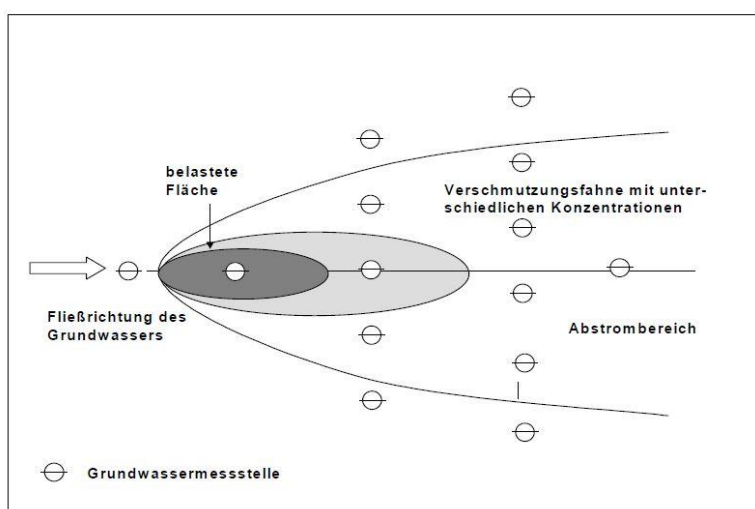 belastete
Fläche
Verschmutzungsfahne mit unter-
schiedlichen Konzentrationen
Fließrichtung des
Grundwassers
Abstrombereich
Grundwassermessstelle